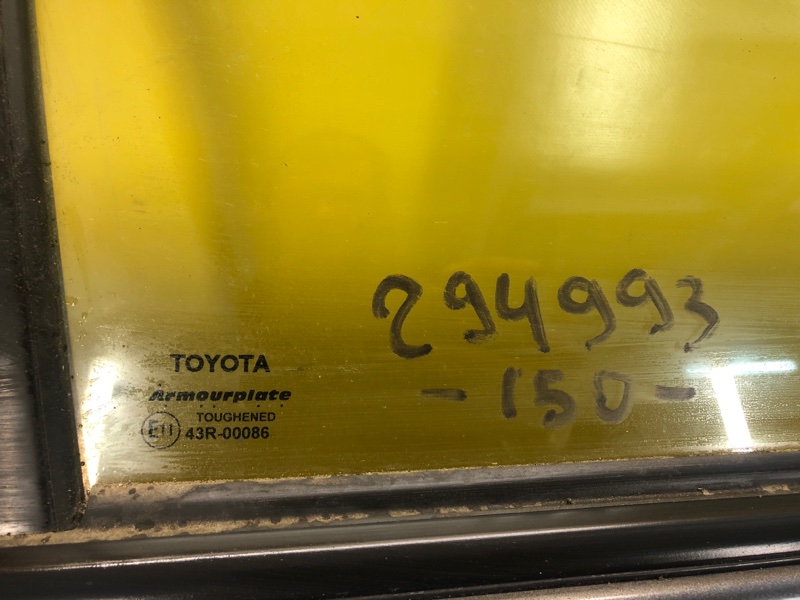 294993
-150-
TOYOTA
Armourplate
TOUGHENED
E11 43R-00086